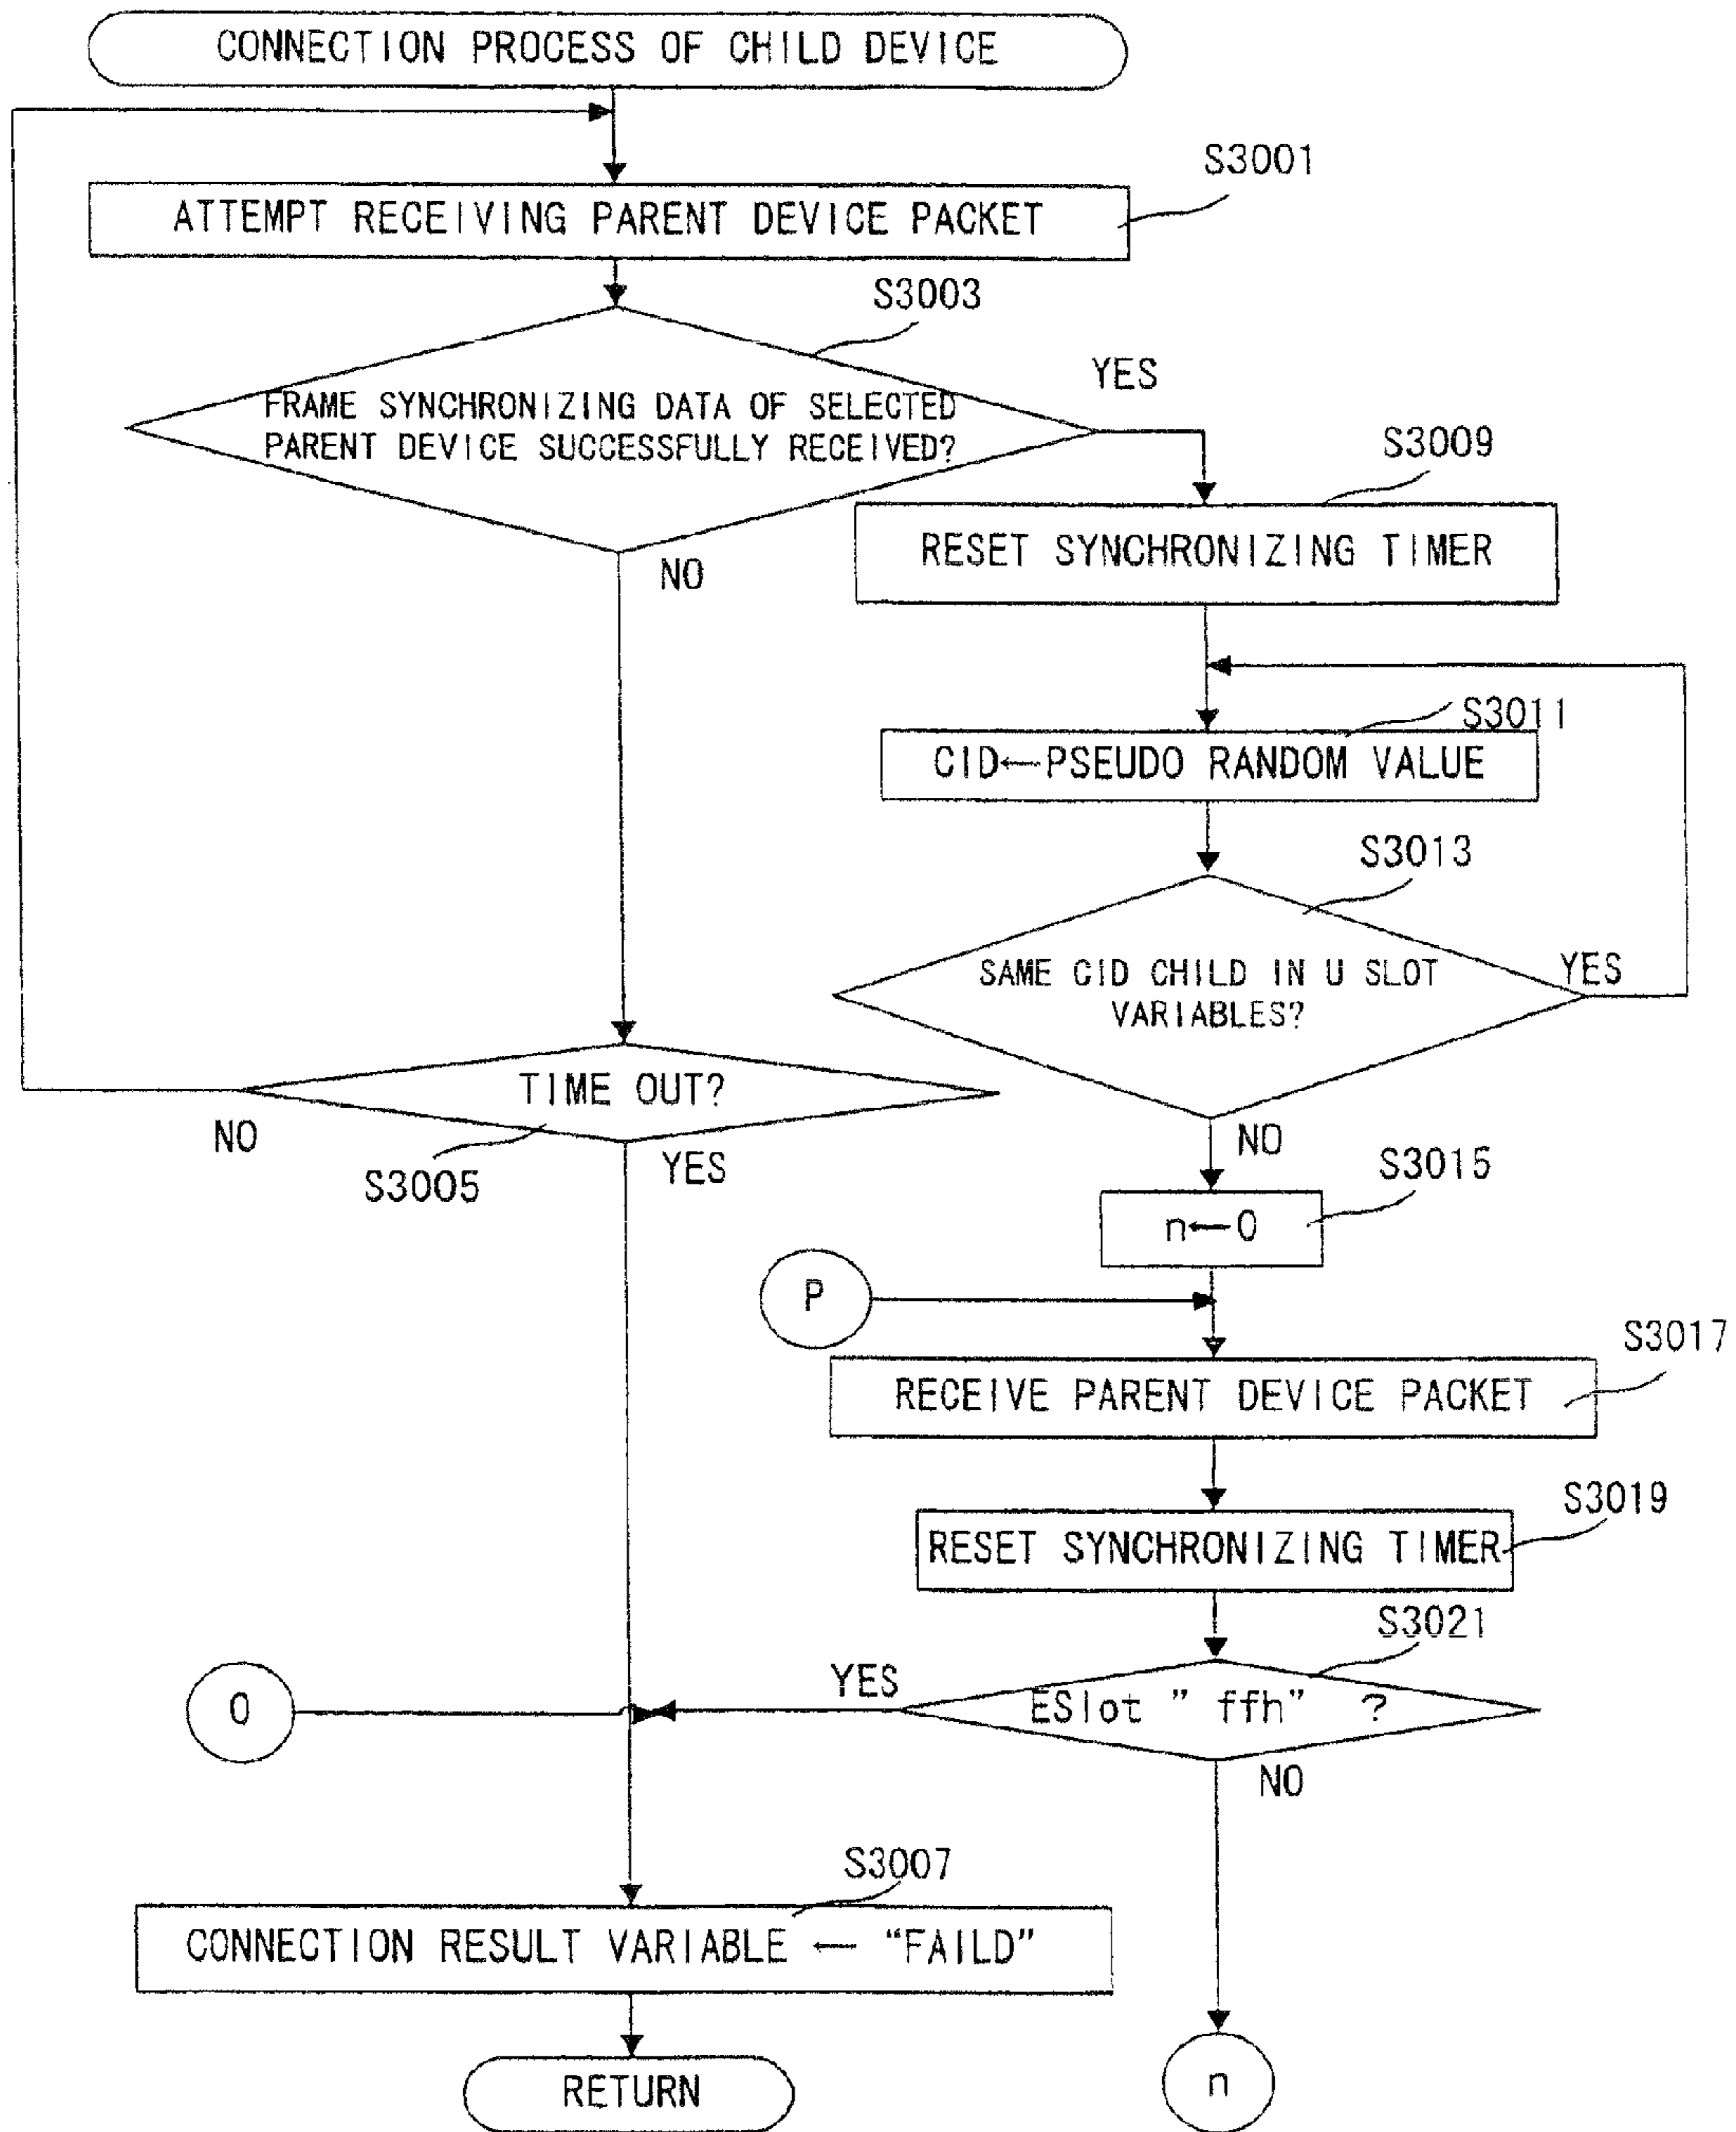 CONNECTION PROCESS OF CHILD DEVICE
S3001
ATTEMPT RECEIVING PARENT DEVICE PACKET
S3003
FRAME SYNCHRONIZING DATA OF SELECTED
PARENT DEVICE SUCCESSFULLY RECEIVED?
YES
NO
S3009
RESET SYNCHRONIZING TIMER
S3011
CID←PSEUDO RANDOM VALUE
S3013
SAME CID CHILD IN U SLOT
VARIABLES?
YES
NO
TIME OUT?
NO
YES
S3005
S3015
n←0
P
S3017
RECEIVE PARENT DEVICE PACKET
S3019
RESET SYNCHRONIZING TIMER
S3021
ESlot " ffh" ?
YES
NO
O
S3007
CONNECTION RESULT VARIABLE ← “FAILD”
RETURN
n